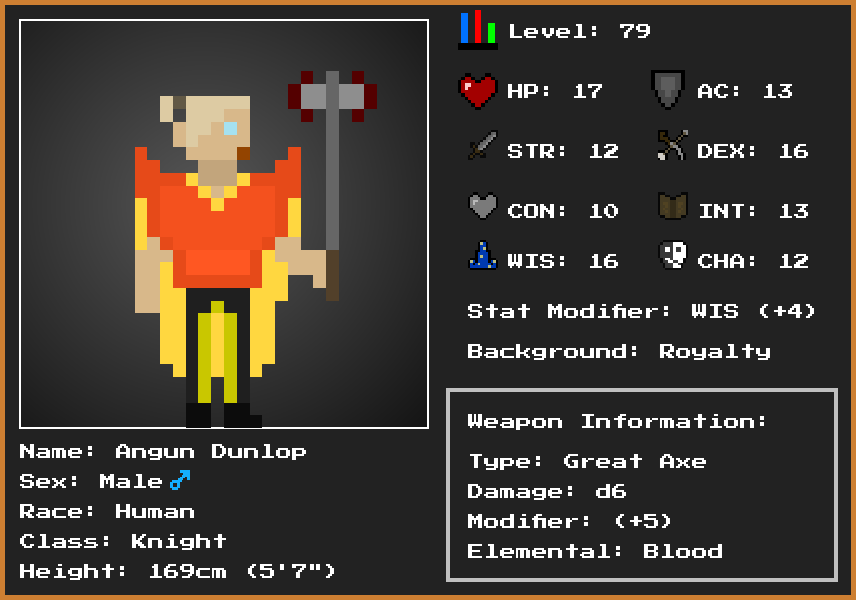 Level: 79
HP: 17 AC: 13
STR: 12 DEX: 16
CON: 10 INT: 13
WIS: 16 CHA: 12
Stat Modifier: WIS (+4)
Background: Royalty
Weapon Information:
Type: Great Axe
Damage: d6
Modifier: (+5)
Elemental: Blood
Name: Angun Dunlop
Sex: Male♂
Race: Human
Class: Knight
Height: 169cm (5'7")